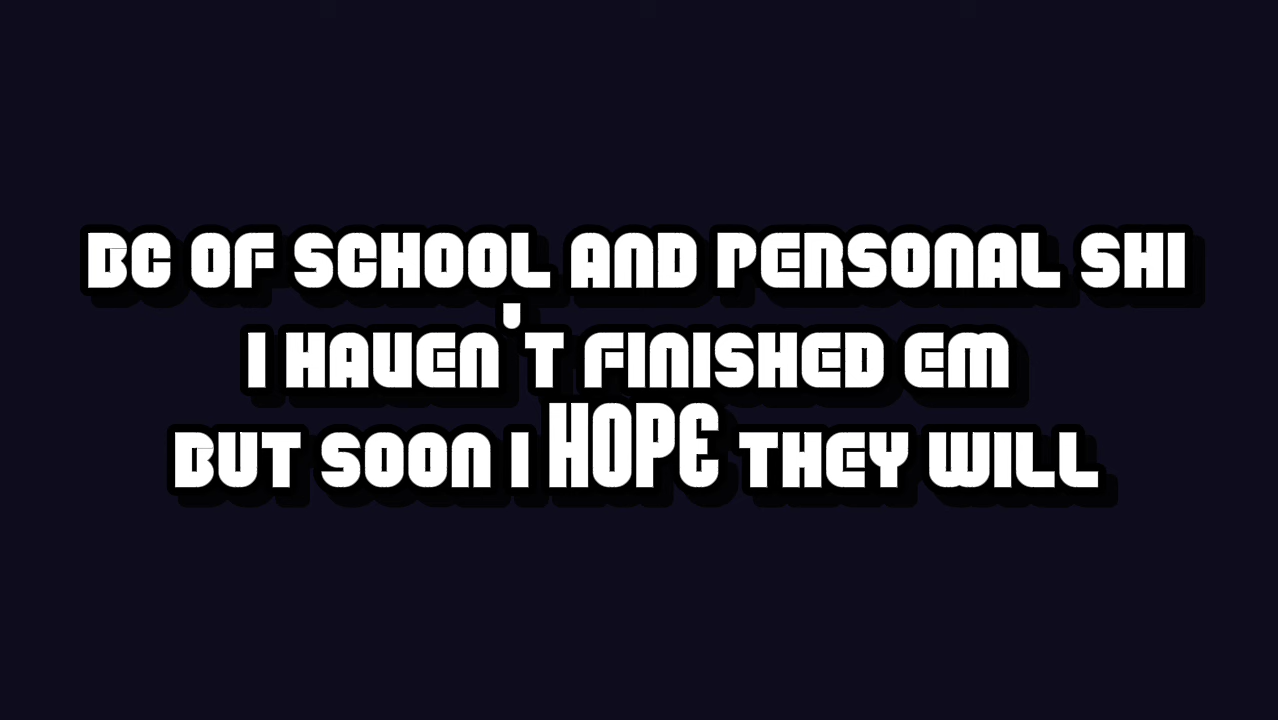 BC OF SCHOOL AND PERSONAL SHI
I HAVEN'T FINISHED EM
BUT SOON I HOPE THEY WILL